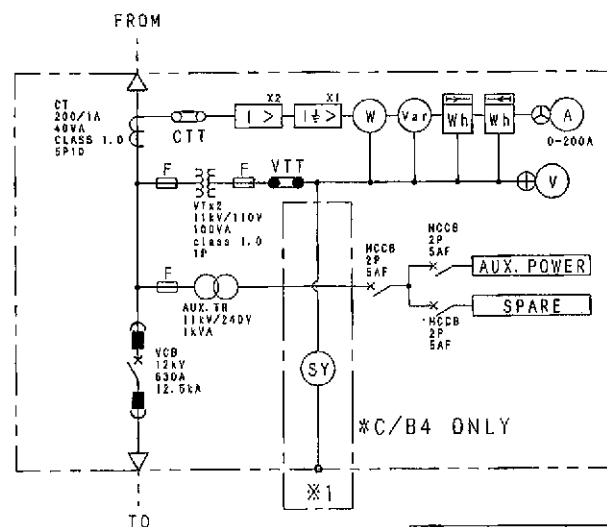 FROM
CT
200/1A
40VA
CLASS 1.0
5P10
CTT
X2
I >
X1
I ⏚ >
W
Var
Wh
Wh
A
0-200A
F
F
VTT
V
VTx2
11kV/110V
100VA
class 1.0
1P
F
AUX. TR
11kV/240V
1kVA
MCCB
2P
5AF
MCCB
2P
5AF
AUX. POWER
SPARE
MCCB
2P
5AF
VCB
12kV
630A
12.5kA
SY
※C/B4 ONLY
※1
TO